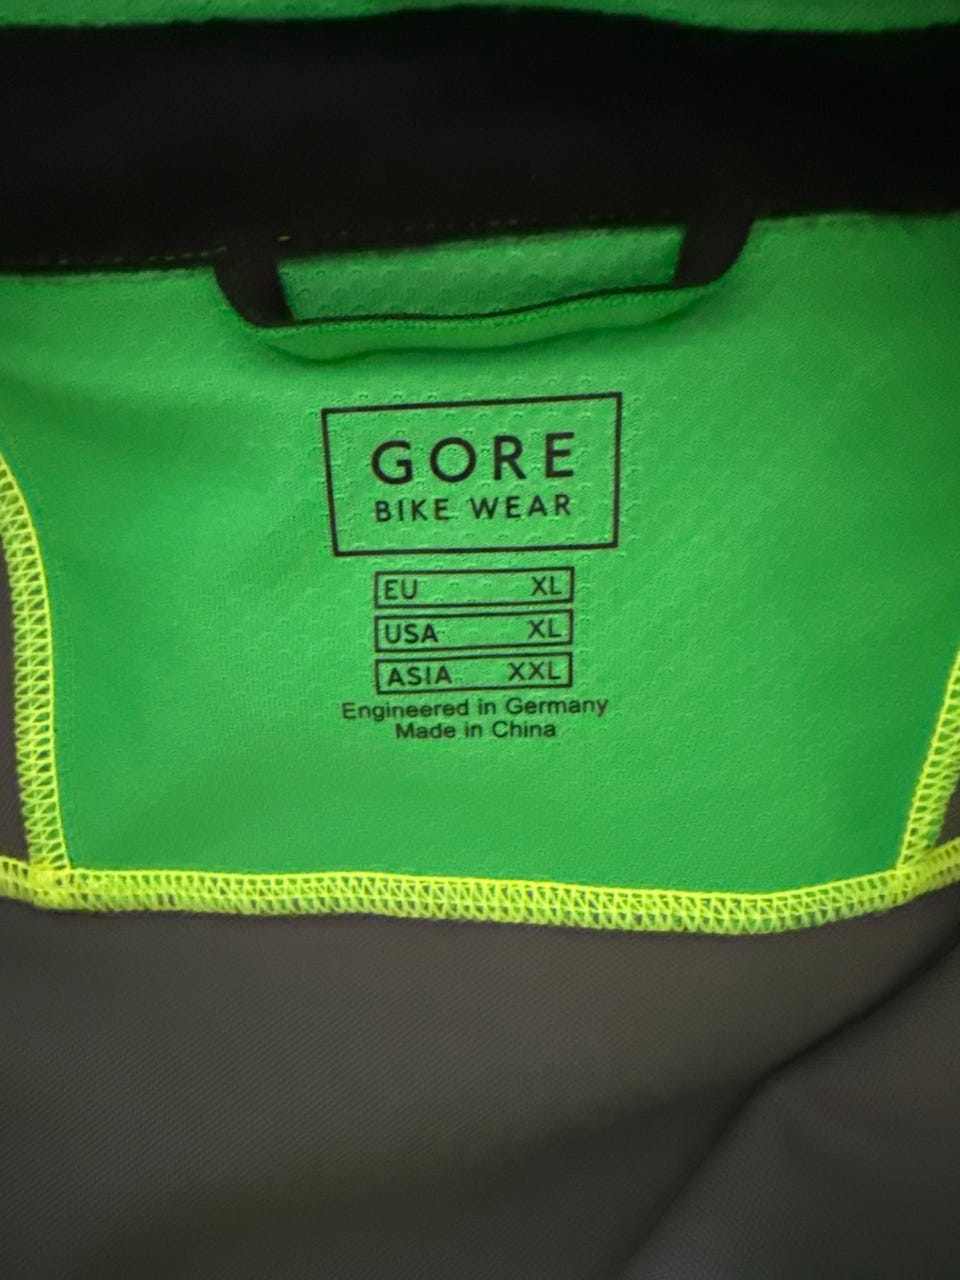 GORE
BIKE WEAR
EU XL
USA XL
ASIA XXL
Engineered in Germany
Made in China